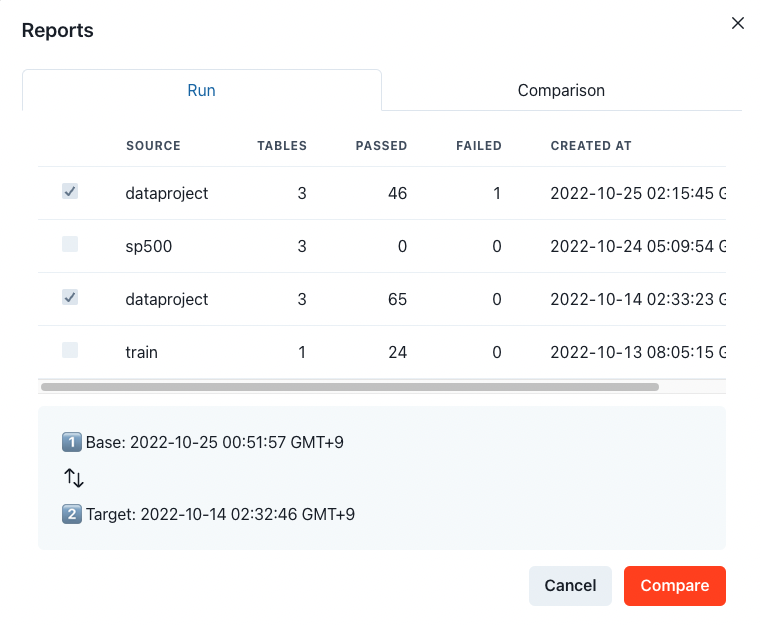 Reports
Run Comparison
SOURCE TABLES PASSED FAILED CREATED AT
dataproject 3 46 1 2022-10-25 02:15:45 G
sp500 3 0 0 2022-10-24 05:09:54 G
dataproject 3 65 0 2022-10-14 02:33:23 G
train 1 24 0 2022-10-13 08:05:15 G
1 Base: 2022-10-25 00:51:57 GMT+9
2 Target: 2022-10-14 02:32:46 GMT+9
Cancel Compare